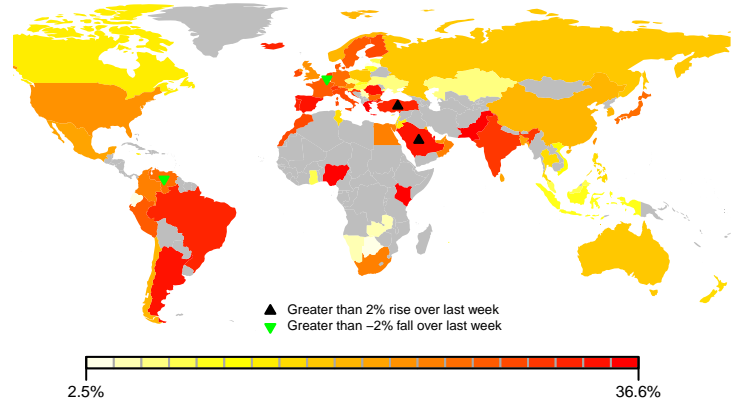 Greater than 2% rise over last week
Greater than −2% fall over last week
2.5%
36.6%